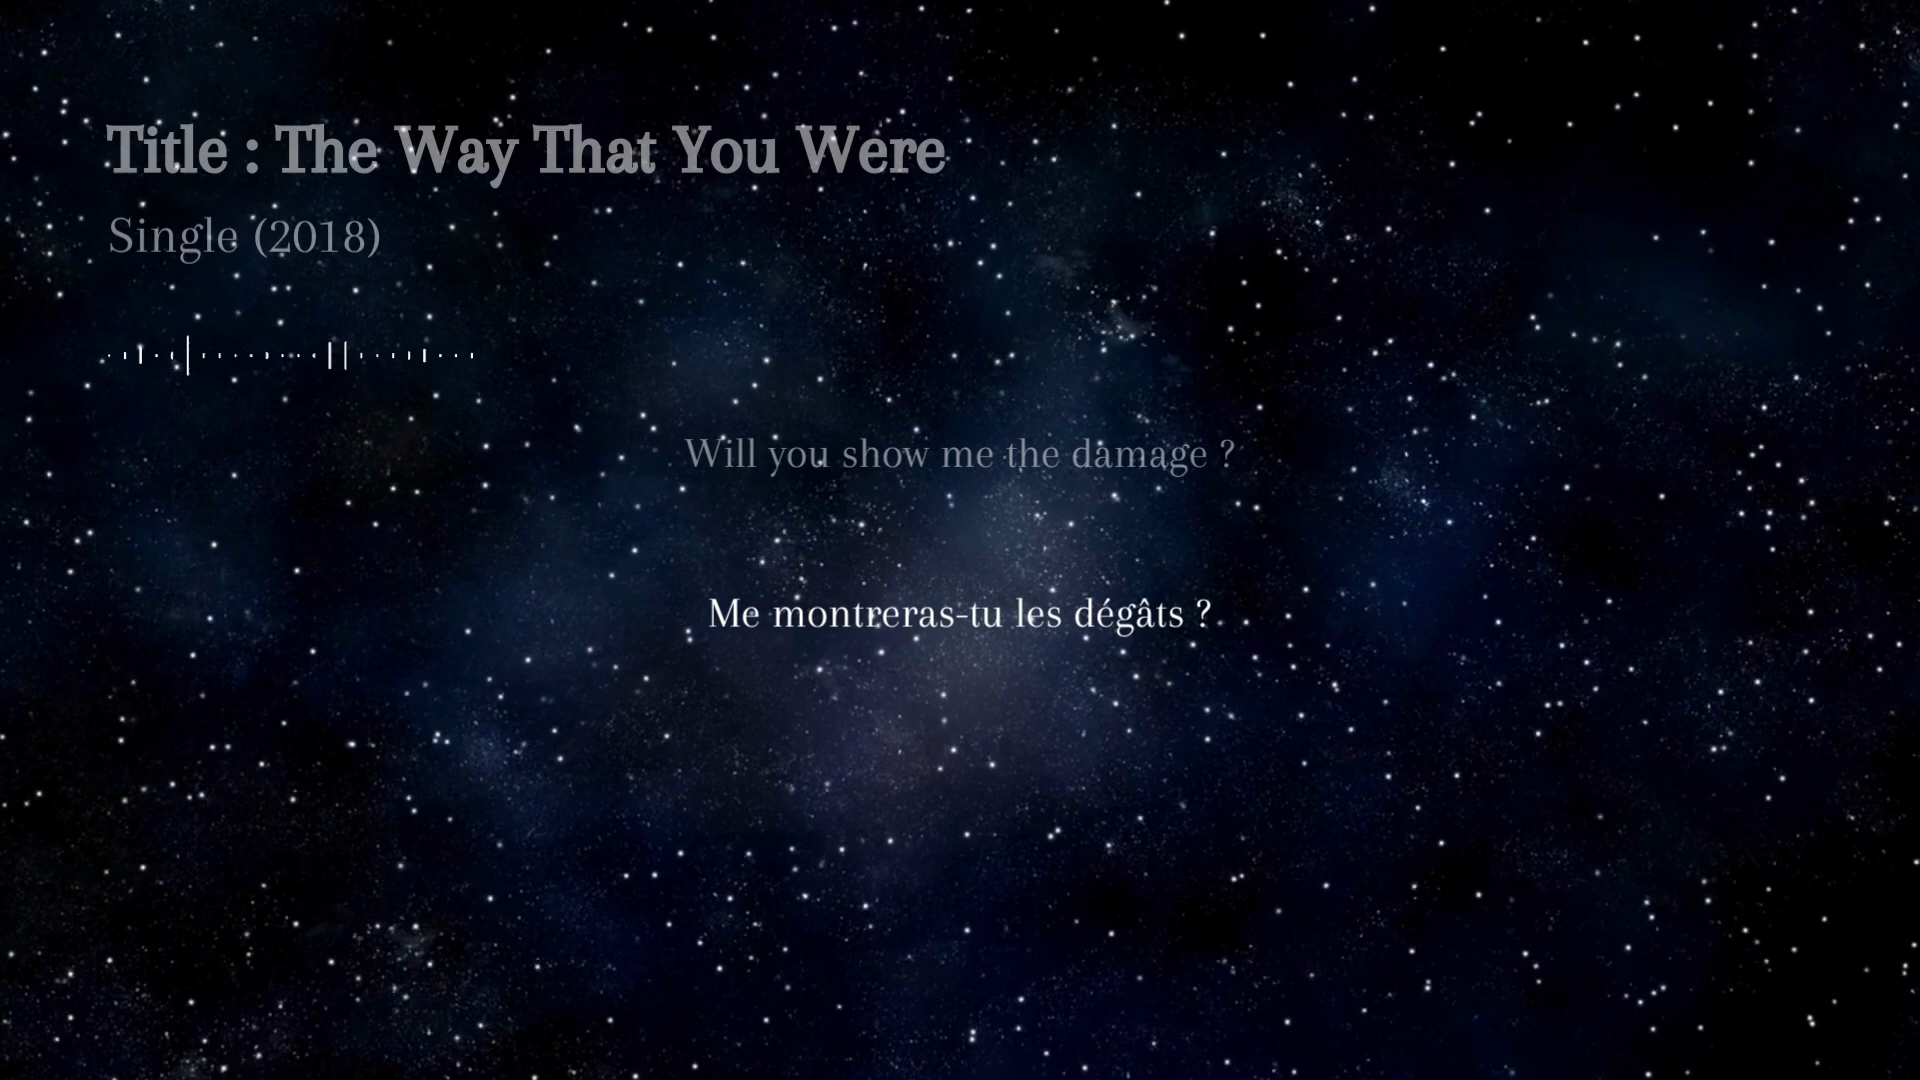 Title : The Way That You Were
Single (2018)
Will you show me the damage ?
Me montreras-tu les dégâts ?